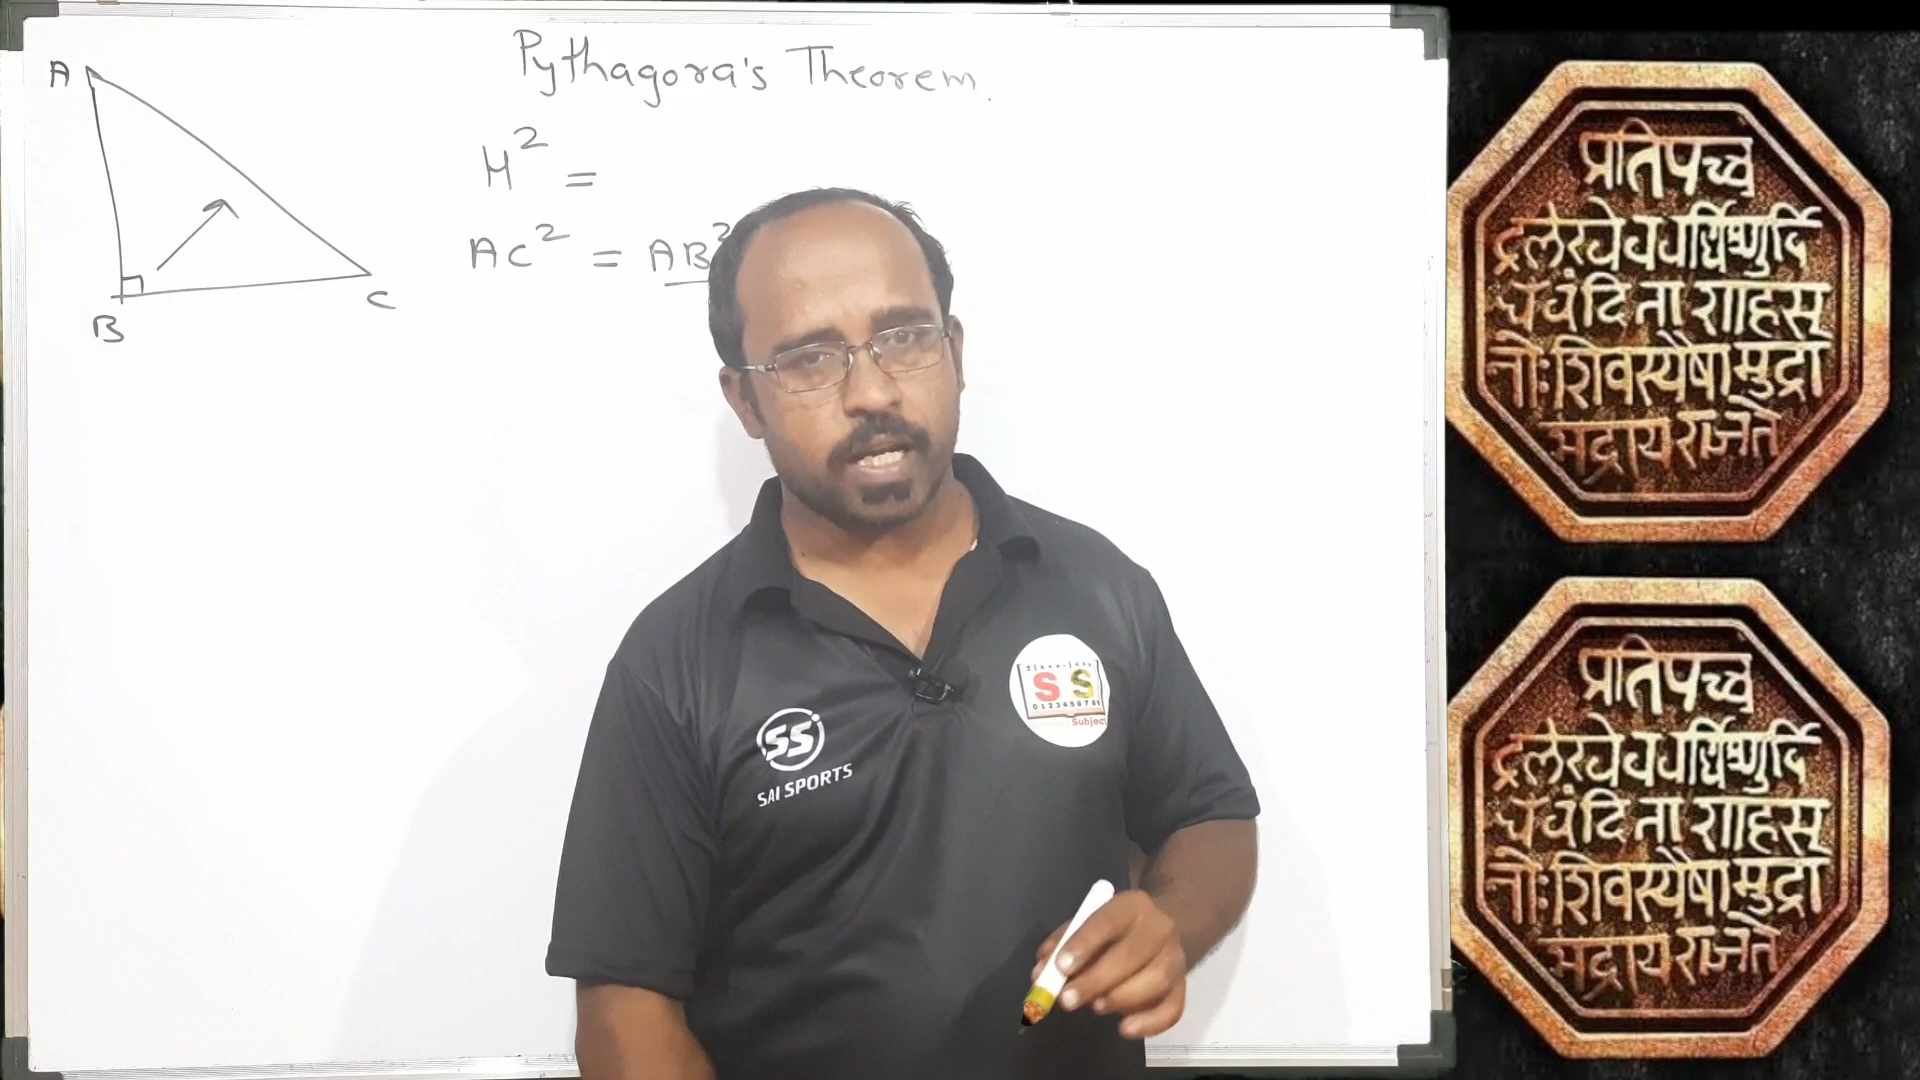 Pythagora's Theorem.
A
B
C
H² =
AC² = AB²
SS
SAI SPORTS
S S
0123456789
Subject
प्रतिपच्चं
द्रलेखेव वर्धिष्णुर्वि
श्ववंदिता शाहसू
नोःशिवस्यैषा मुद्रा
भद्राय राजते
प्रतिपच्चं
द्रलेखेव वर्धिष्णुर्वि
श्ववंदिता शाहसू
नोःशिवस्यैषा मुद्रा
भद्राय राजते